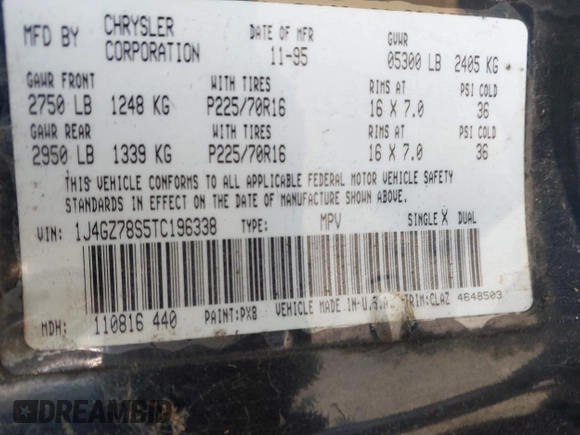 MFD BY CHRYSLER CORPORATION DATE OF MFR 11-95 GVWR 05300 LB 2405 KG
GAWR FRONT WITH TIRES RIMS AT PSI COLD
2750 LB 1248 KG P225/70R16 16 X 7.0 36
GAWR REAR WITH TIRES RIMS AT PSI COLD
2950 LB 1339 KG P225/70R16 16 X 7.0 36
THIS VEHICLE CONFORMS TO ALL APPLICABLE FEDERAL MOTOR VEHICLE SAFETY
STANDARDS IN EFFECT ON THE DATE OF MANUFACTURE SHOWN ABOVE.
VIN: 1J4GZ78S5TC196338 TYPE: MPV SINGLE X DUAL
MDH: 110816 440 PAINT:PX8 VEHICLE MADE IN U.S.A. TRIM:CLAZ 4648503
DREAMBID